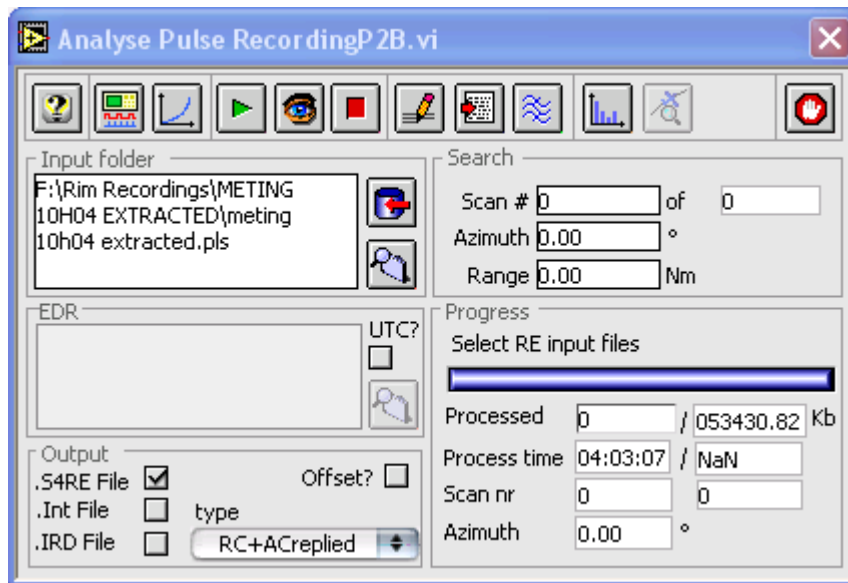 Analyse Pulse RecordingP2B.vi
Input folder
F:\Rim Recordings\METING
10H04 EXTRACTED\meting
10h04 extracted.pls
Search
Scan # 0 of 0
Azimuth 0.00 °
Range 0.00 Nm
EDR
UTC?
Progress
Select RE input files
Processed 0 / 053430.82 Kb
Process time 04:03:07 / NaN
Scan nr 0 0
Azimuth 0.00 °
Output
.S4RE File
Offset?
.Int File
type
.IRD File
RC+ACreplied